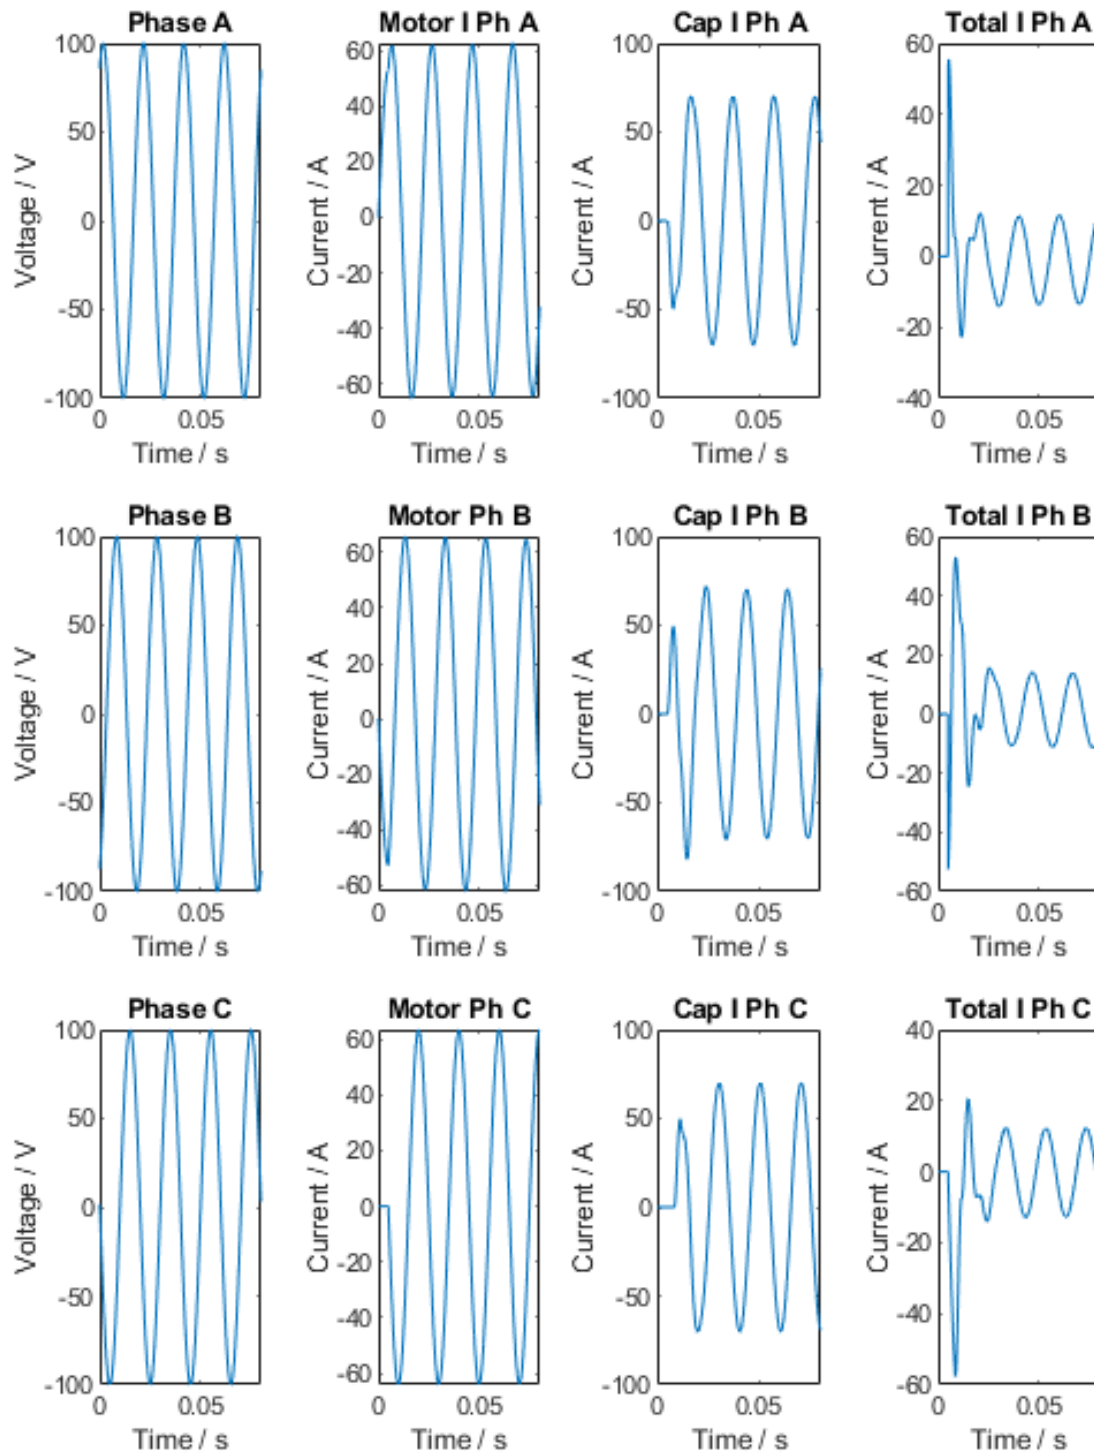 Phase A
Motor I Ph A
Cap I Ph A
Total I Ph A
100
50
0
-50
-100
Voltage / V
0
0.05
Time / s
60
40
20
0
-20
-40
-60
Current / A
0
0.05
Time / s
100
50
0
-50
-100
Current / A
0
0.05
Time / s
60
40
20
0
-20
-40
Current / A
0
0.05
Time / s
Phase B
Motor Ph B
Cap I Ph B
Total I Ph B
100
50
0
-50
-100
Voltage / V
0
0.05
Time / s
60
40
20
0
-20
-40
-60
Current / A
0
0.05
Time / s
100
50
0
-50
-100
Current / A
0
0.05
Time / s
60
40
20
0
-20
-40
-60
Current / A
0
0.05
Time / s
Phase C
Motor Ph C
Cap I Ph C
Total I Ph C
100
50
0
-50
-100
Voltage / V
0
0.05
Time / s
60
40
20
0
-20
-40
-60
Current / A
0
0.05
Time / s
100
50
0
-50
-100
Current / A
0
0.05
Time / s
40
20
0
-20
-40
-60
Current / A
0
0.05
Time / s